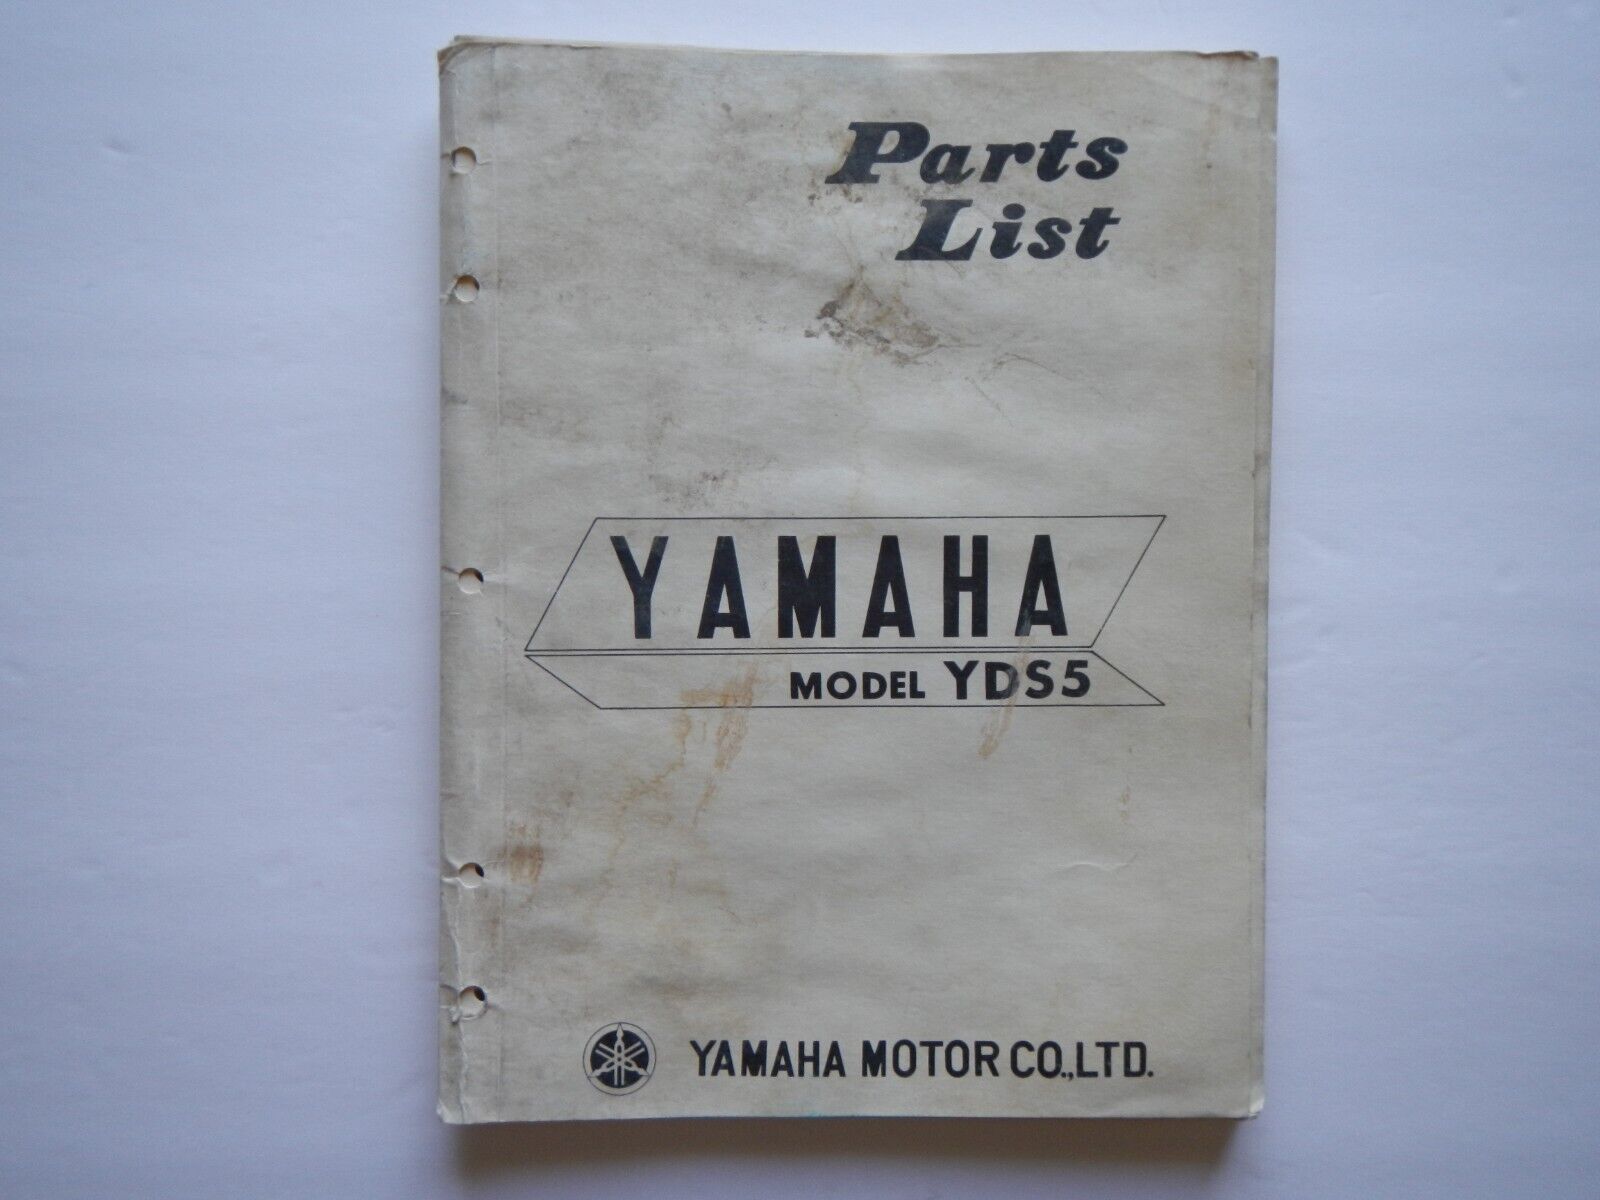 Parts
List
YAMAHA
MODEL YDS5
YAMAHA MOTOR CO.,LTD.